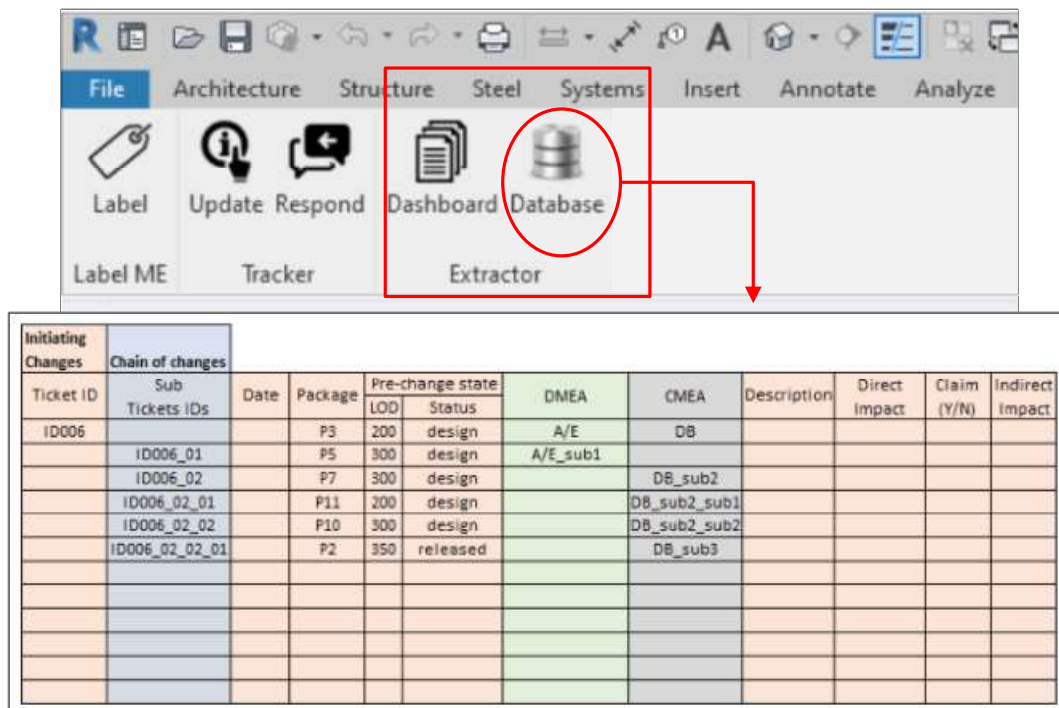 R A
File Architecture Structure Steel Systems Insert Annotate Analyze
Label Update Respond Dashboard Database
Label ME Tracker Extractor
Initiating
Changes Chain of changes
Ticket ID Sub
Tickets IDs Date Package Pre-change state
LOD Status DMEA CMEA Description Direct
Impact Claim
(Y/N) Indirect
Impact
ID006 P3 200 design A/E DB
ID006_01 P5 300 design A/E_sub1
ID006_02 P7 300 design DB_sub2
ID006_02_01 P11 200 design DB_sub2_sub1
ID006_02_02 P10 300 design DB_sub2_sub2
ID006_02_02_01 P2 350 released DB_sub3